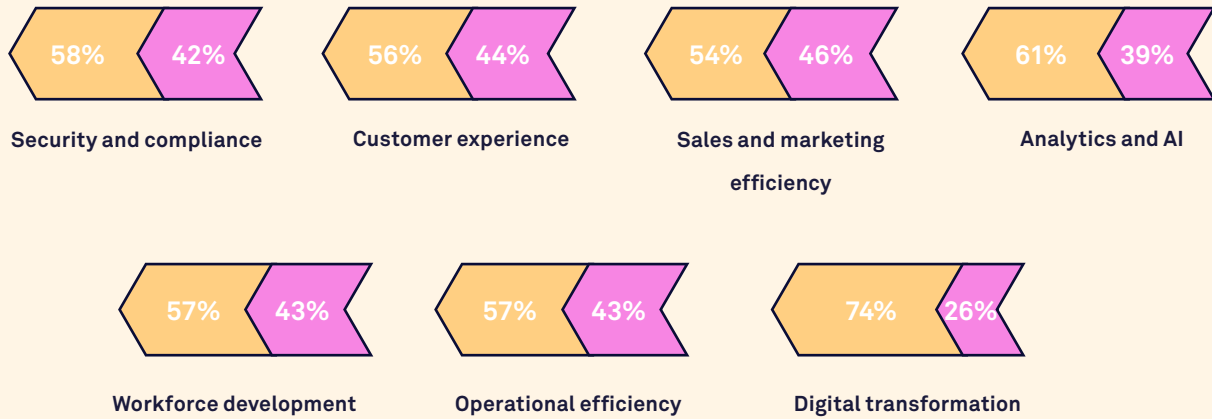 58% 42%
56% 44%
54% 46%
61% 39%
Security and compliance
Customer experience
Sales and marketing
efficiency
Analytics and AI
57% 43%
57% 43%
74% 26%
Workforce development
Operational efficiency
Digital transformation